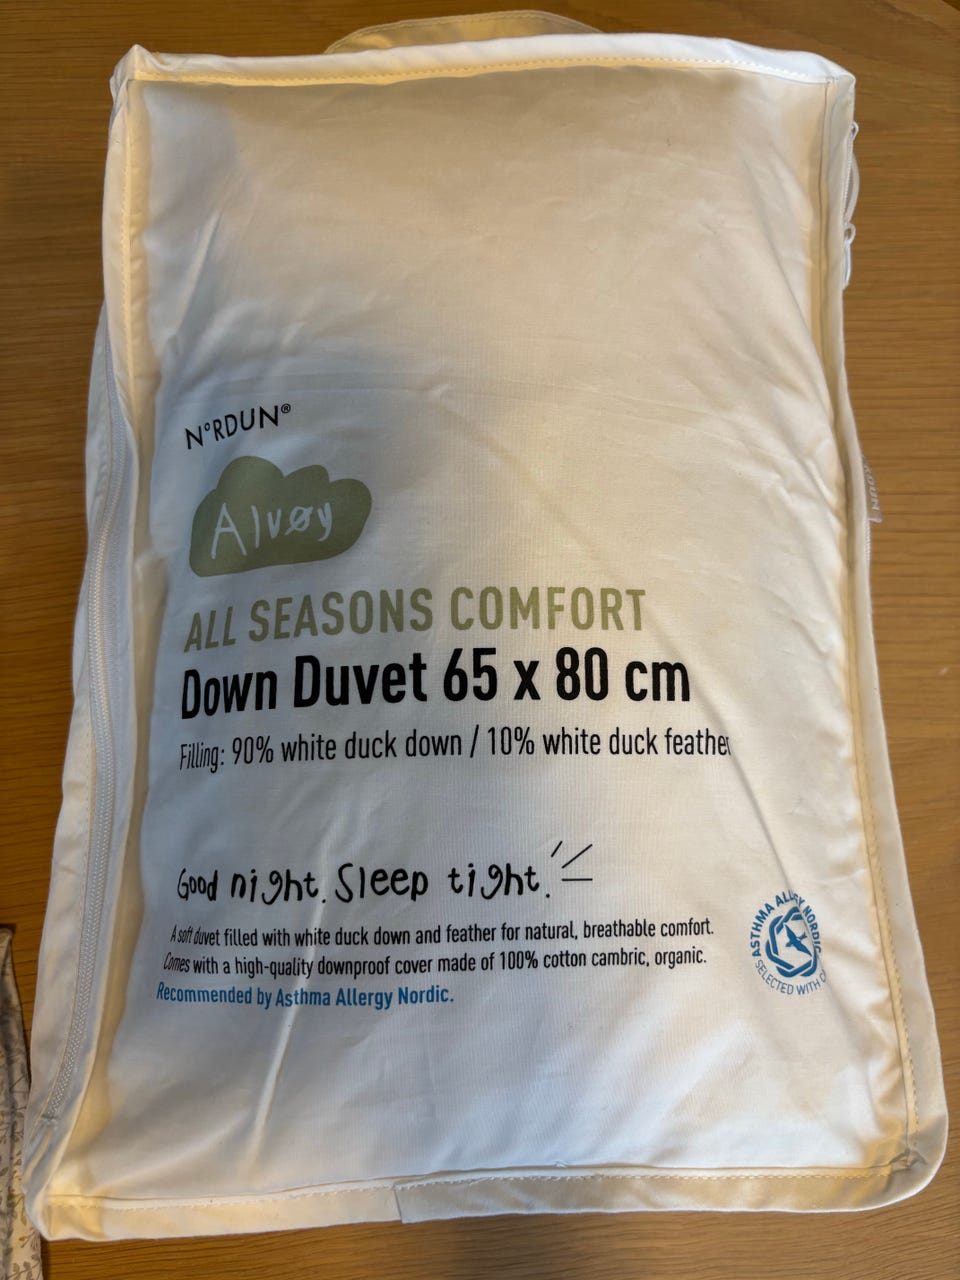 N°RDUN®
Alvøy
ALL SEASONS COMFORT
Down Duvet 65 x 80 cm
Filling: 90% white duck down / 10% white duck feather
Good night. Sleep tight.
A soft duvet filled with white duck down and feather for natural, breathable comfort.
Comes with a high-quality downproof cover made of 100% cotton cambric, organic.
Recommended by Asthma Allergy Nordic.
ASTHMA ALLERGY NORDIC
SELECTED WITH